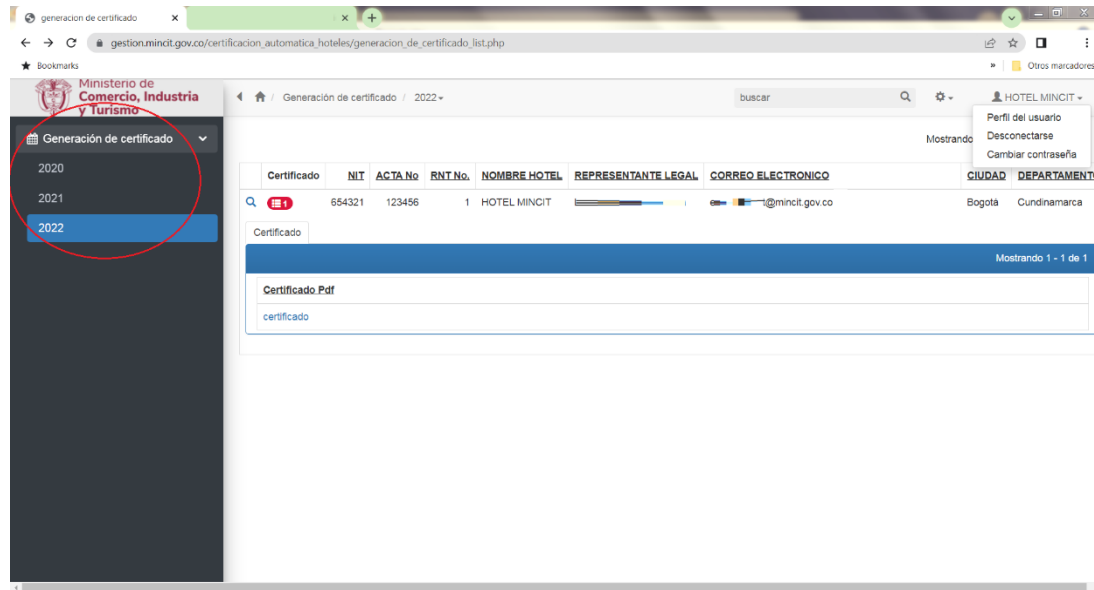 generacion de certificado
gestion.mincit.gov.co/certificacion_automatica_hoteles/generacion_de_certificado_list.php
Bookmarks
» Otros marcadores
Ministerio de
Comercio, Industria
y Turismo
/ Generación de certificado / 2022
buscar
HOTEL MINCIT
Perfil del usuario
Desconectarse
Cambiar contraseña
Generación de certificado
2020
2021
2022
Mostrando
Certificado NIT ACTA No RNT No. NOMBRE HOTEL REPRESENTANTE LEGAL CORREO ELECTRONICO CIUDAD DEPARTAMENTO
1 654321 123456 1 HOTEL MINCIT t@mincit.gov.co Bogotá Cundinamarca
Certificado
Mostrando 1 - 1 de 1
Certificado Pdf
certificado